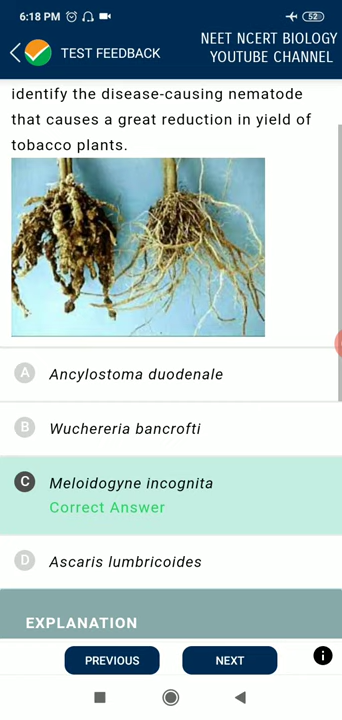 6:18 PM 52
TEST FEEDBACK
NEET NCERT BIOLOGY
YOUTUBE CHANNEL
identify the disease-causing nematode
that causes a great reduction in yield of
tobacco plants.
A Ancylostoma duodenale
B Wuchereria bancrofti
C Meloidogyne incognita
Correct Answer
D Ascaris lumbricoides
EXPLANATION
PREVIOUS NEXT